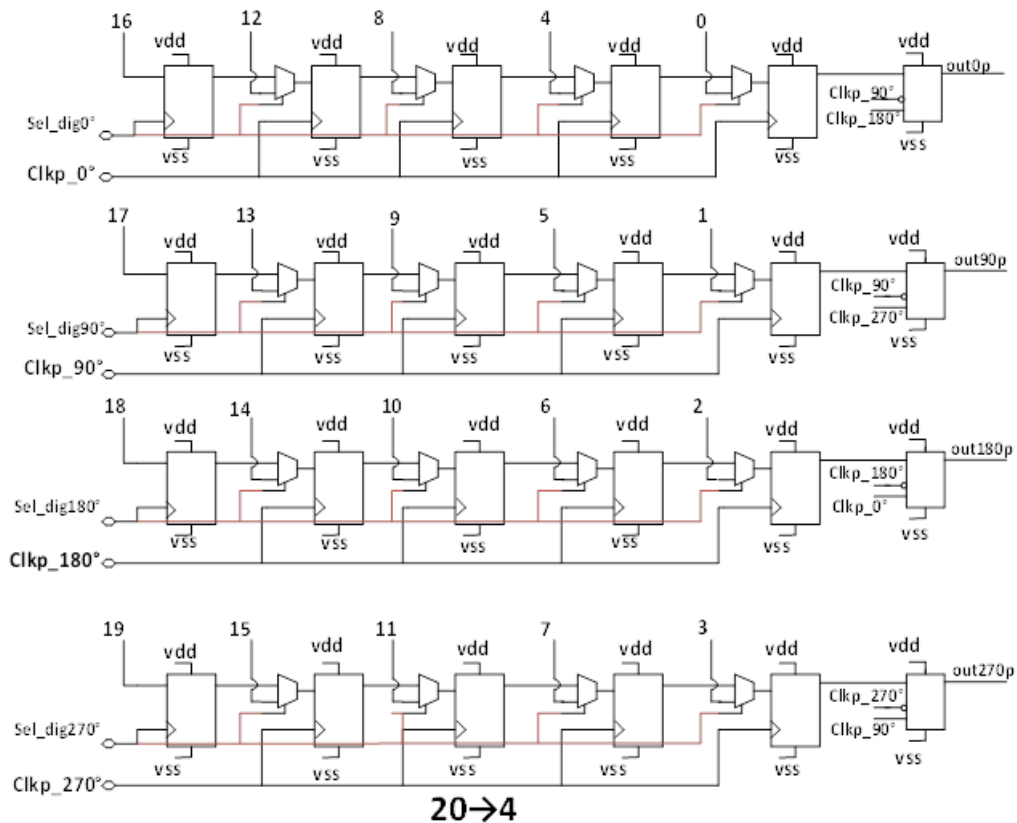 16 12 8 4 0
vdd vdd vdd vdd vdd vdd
out0p
Clkp_90°
Clkp_180°
Sel_dig0°
vss vss vss vss vss vss
Clkp_0°
17 13 9 5 1
vdd vdd vdd vdd vdd vdd
out90p
Clkp_90°
Clkp_270°
Sel_dig90°
vss vss vss vss vss vss
Clkp_90°
18 14 10 6 2
vdd vdd vdd vdd vdd vdd
out180p
Clkp_180°
Clkp_0°
Sel_dig180°
vss vss vss vss vss vss
Clkp_180°
19 15 11 7 3
vdd vdd vdd vdd vdd vdd
out270p
Clkp_270°
Clkp_90°
Sel_dig270°
vss vss vss vss vss vss
Clkp_270°
20→4